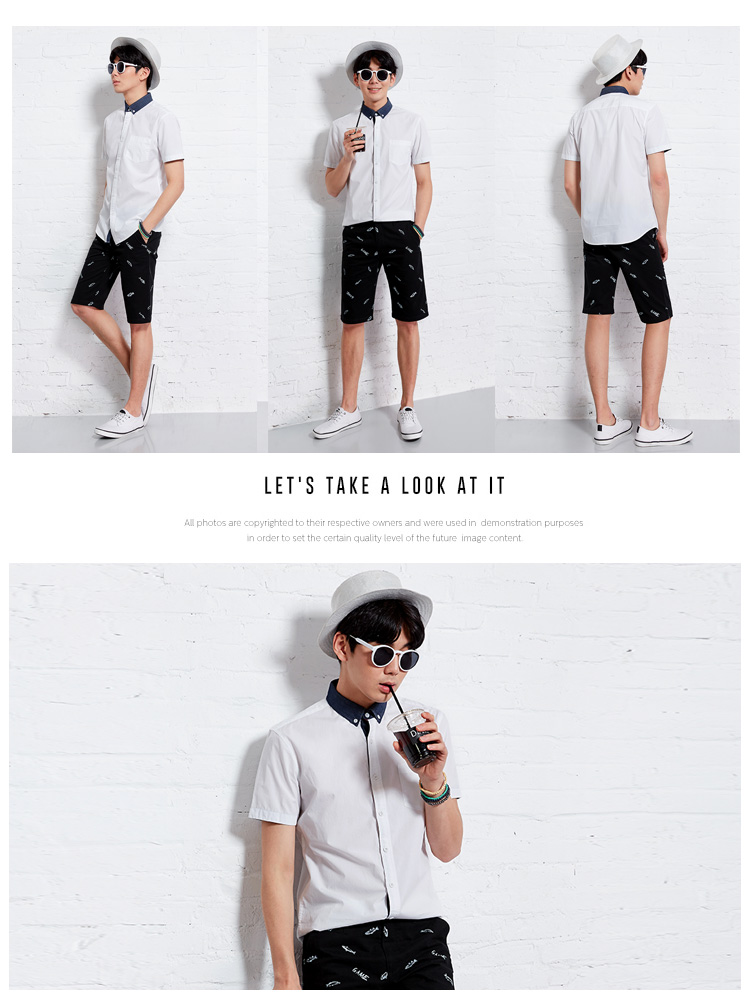 LET'S TAKE A LOOK AT IT
All photos are copyrighted to their respective owners and were used in demonstration purposes
in order to set the certain quality level of the future image content.
GAME